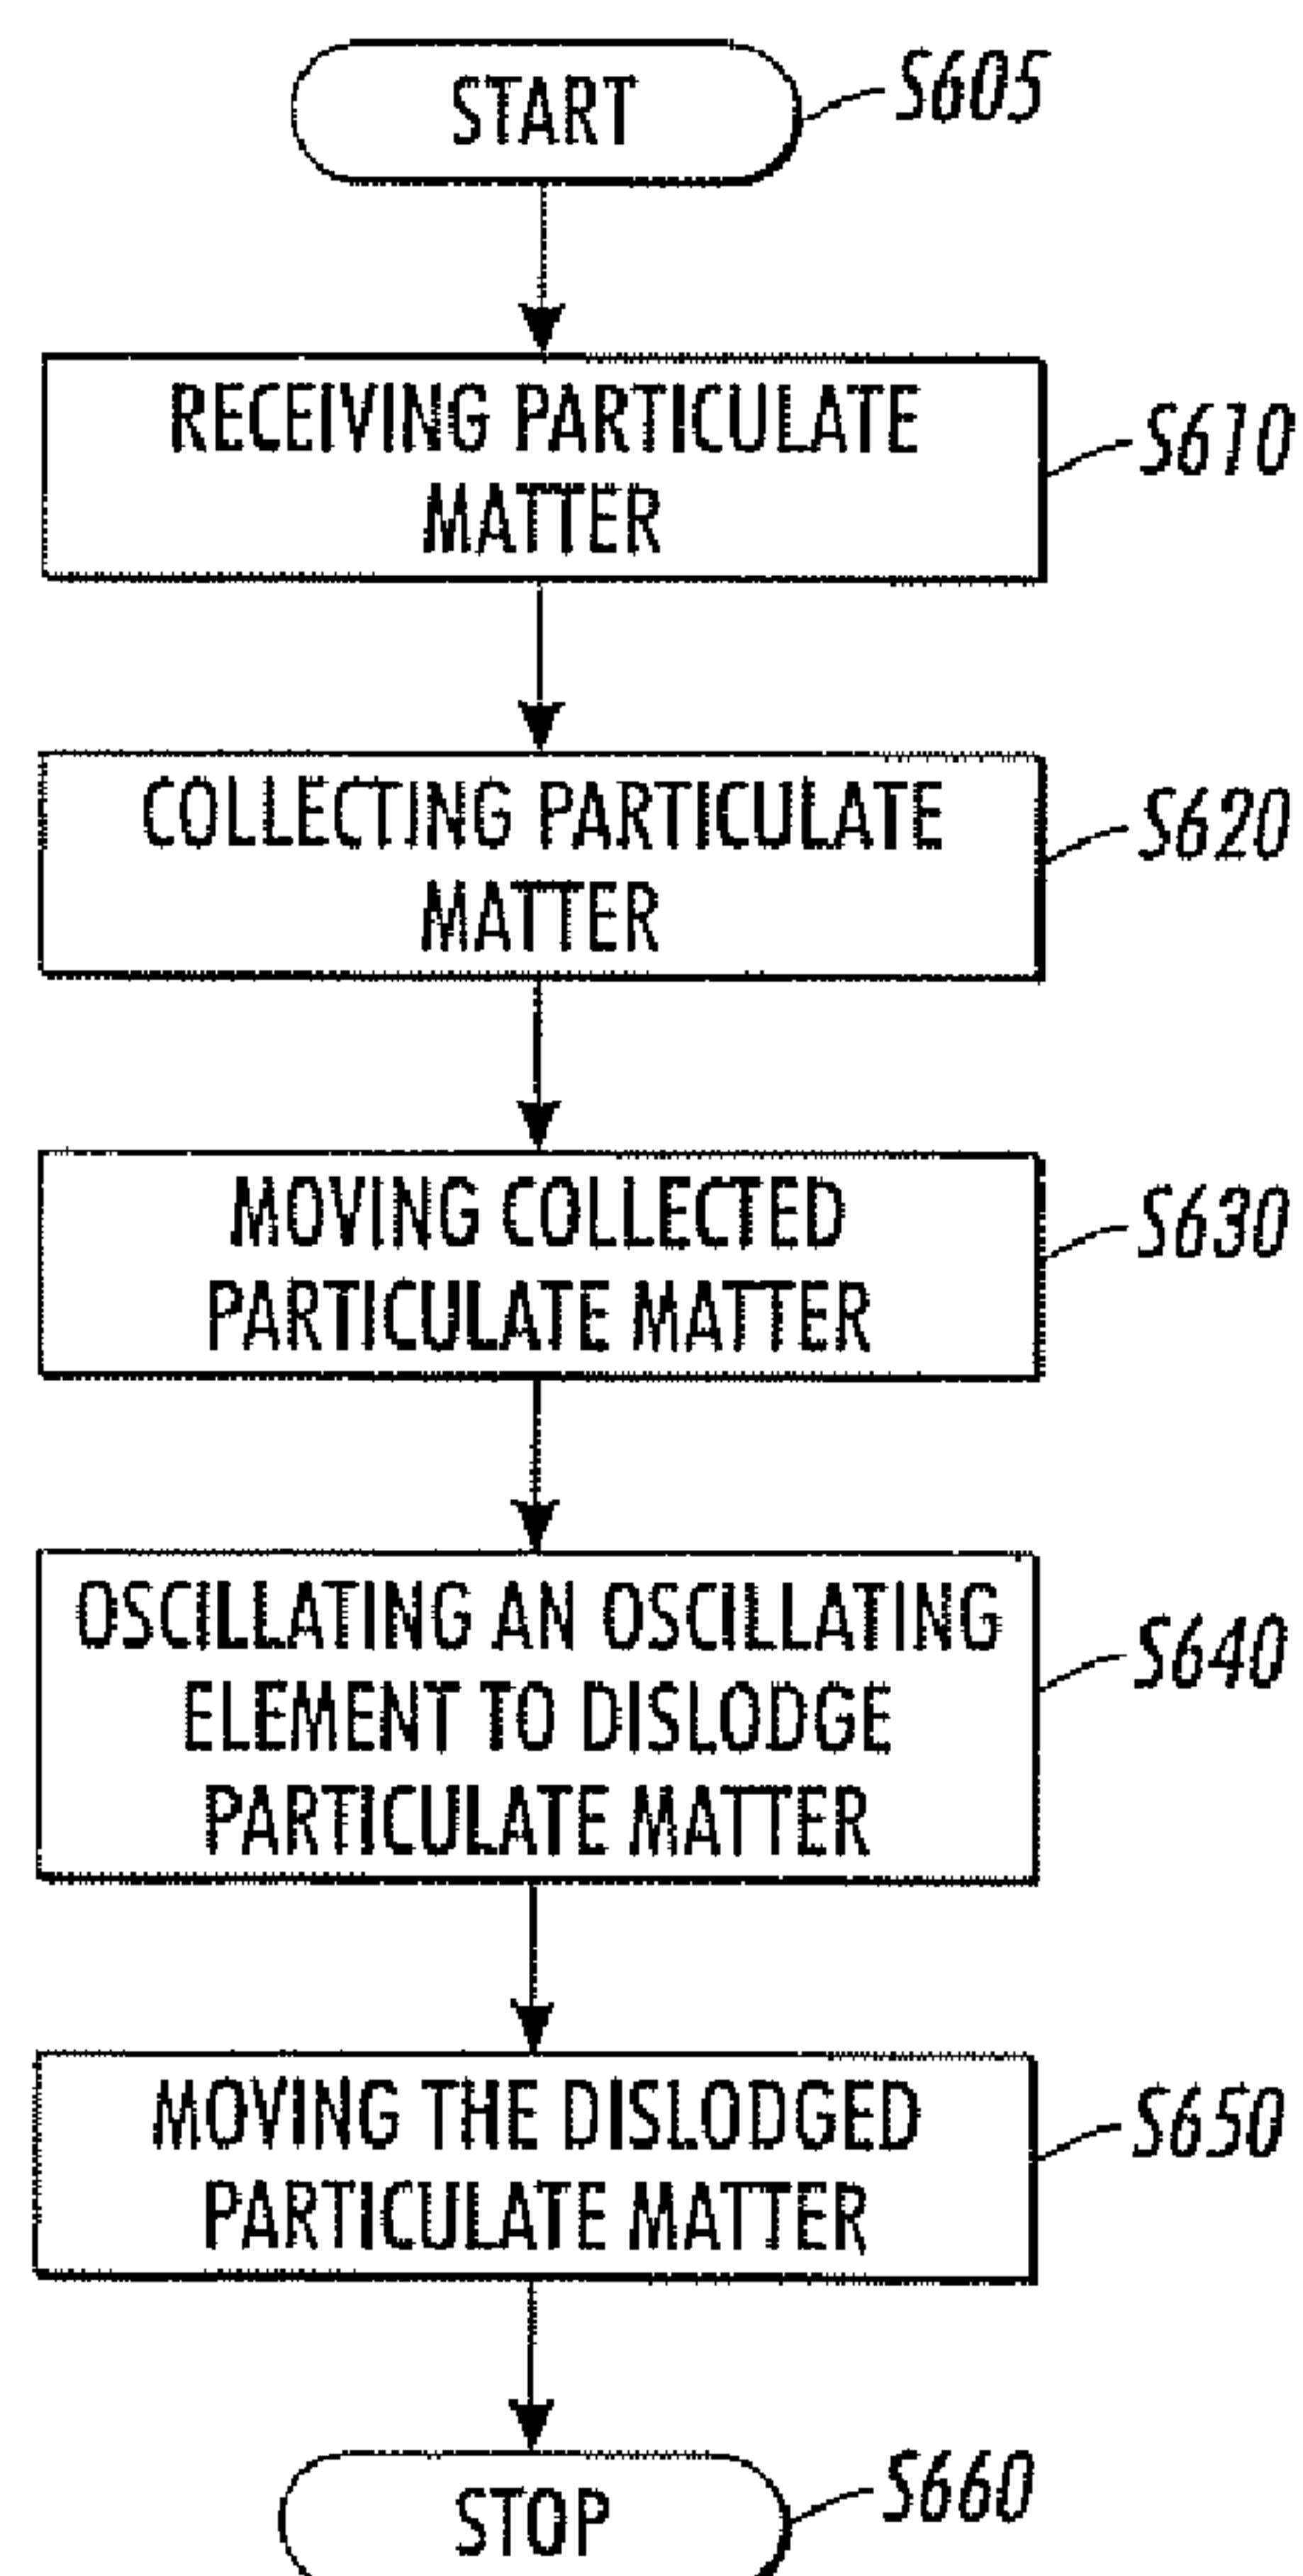 START
S605
RECEIVING PARTICULATE
MATTER
S610
COLLECTING PARTICULATE
MATTER
S620
MOVING COLLECTED
PARTICULATE MATTER
S630
OSCILLATING AN OSCILLATING
ELEMENT TO DISLODGE
PARTICULATE MATTER
S640
MOVING THE DISLODGED
PARTICULATE MATTER
S650
STOP
S660